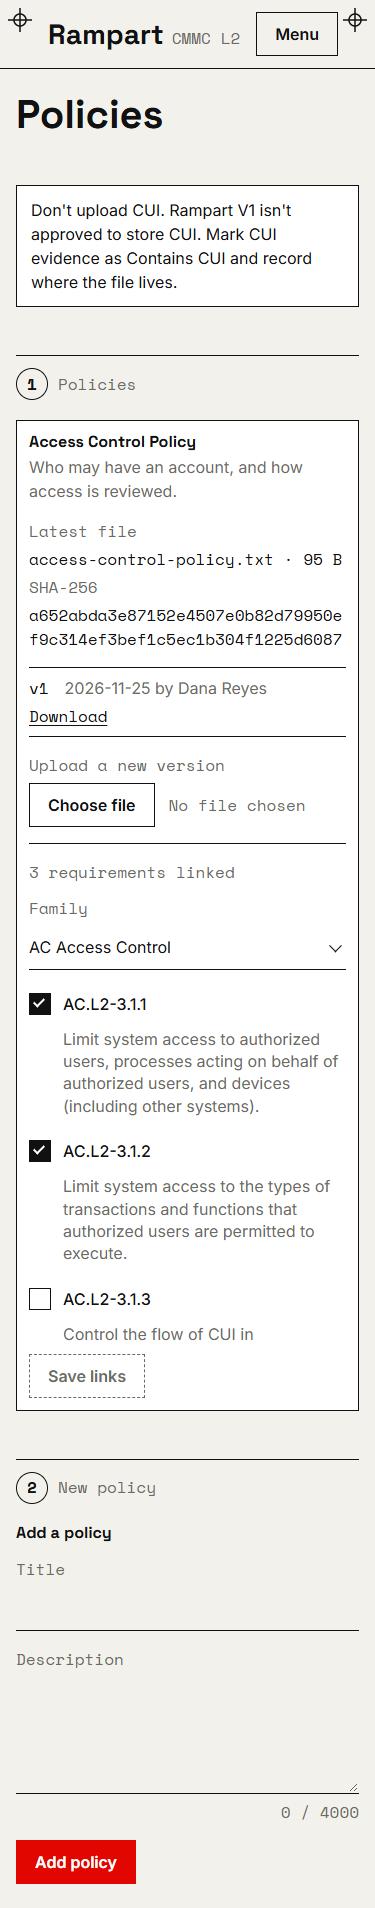 Rampart CMMC L2 Menu
Policies
Don't upload CUI. Rampart V1 isn't
approved to store CUI. Mark CUI
evidence as Contains CUI and record
where the file lives.
1 Policies
Access Control Policy
Who may have an account, and how
access is reviewed.
Latest file
access-control-policy.txt · 95 B
SHA-256
a652abda3e87152e4507e0b82d79950e
f9c314ef3bef1c5ec1b304f1225d6087
v1 2026-11-25 by Dana Reyes
Download
Upload a new version
Choose file No file chosen
3 requirements linked
Family
AC Access Control
AC.L2-3.1.1
Limit system access to authorized
users, processes acting on behalf of
authorized users, and devices
(including other systems).
AC.L2-3.1.2
Limit system access to the types of
transactions and functions that
authorized users are permitted to
execute.
AC.L2-3.1.3
Control the flow of CUI in
Save links
2 New policy
Add a policy
Title
Description
0 / 4000
Add policy